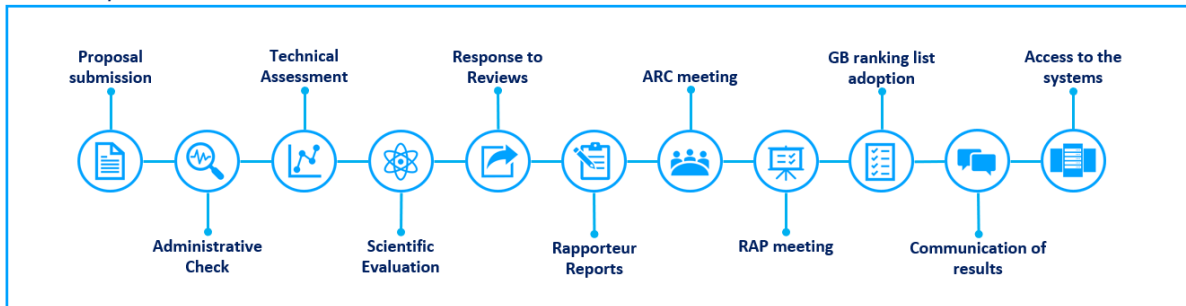 Proposal
submission
Administrative
Check
Technical
Assessment
Scientific
Evaluation
Response to
Reviews
Rapporteur
Reports
ARC meeting
RAP meeting
GB ranking list
adoption
Communication of
results
Access to the
systems